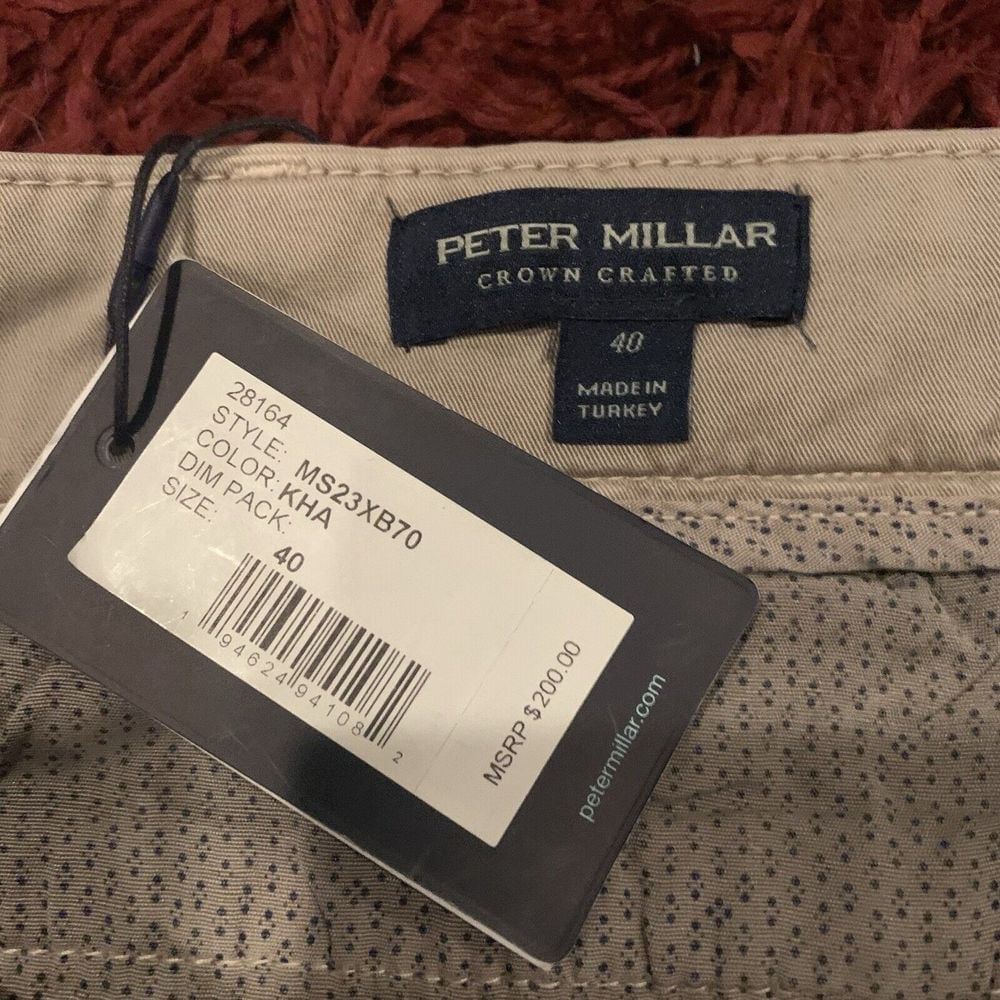 PETER MILLAR
CROWN CRAFTED
40
MADE IN
TURKEY
28164
STYLE: MS23XB70
COLOR: KHA
DIM PACK:
SIZE: 40
1 94624 94108 2
MSRP $200.00
petermillar.com